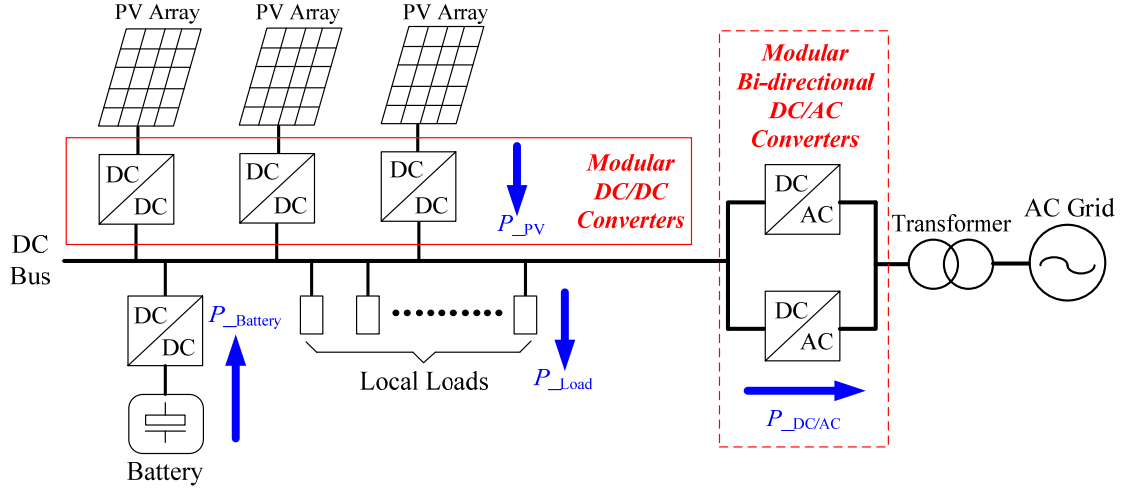 PV Array
PV Array
PV Array
Modular
Bi-directional
DC/AC
Converters
DC
DC
DC
DC
DC
DC
Modular
DC/DC
Converters
P_PV
DC
AC
Transformer
AC Grid
DC
Bus
DC
DC
P_Battery
Local Loads
P_Load
DC
AC
P_DC/AC
Battery